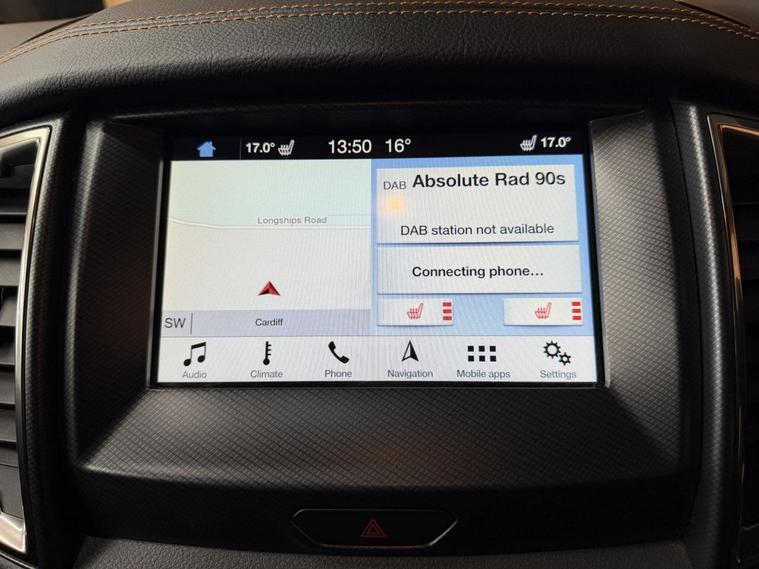 17.0° 13:50 16° 17.0°
DAB Absolute Rad 90s
DAB station not available
Longships Road
Connecting phone...
SW Cardiff
Audio Climate Phone Navigation Mobile apps Settings